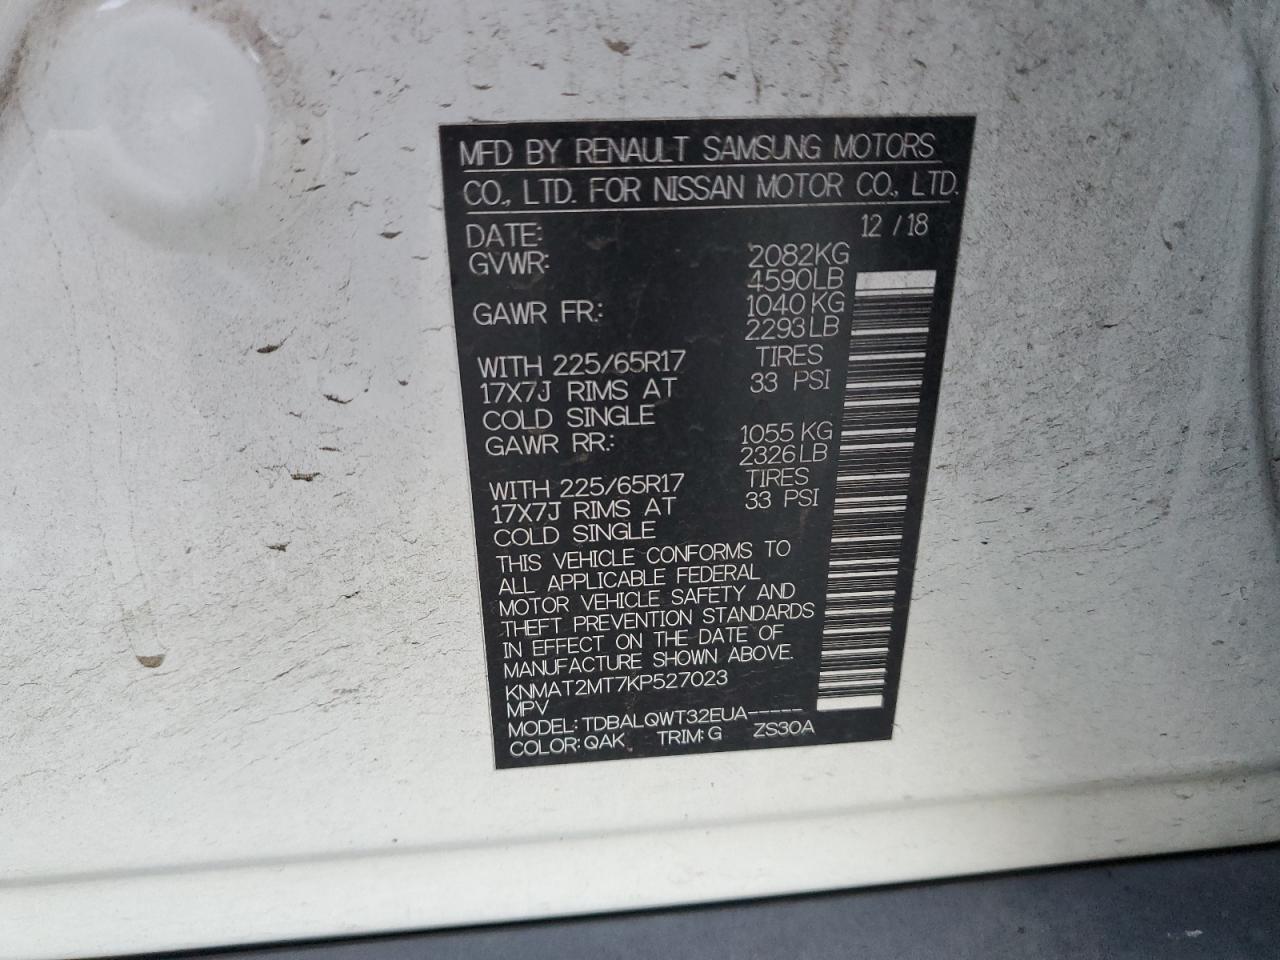 MFD BY RENAULT SAMSUNG MOTORS
CO., LTD. FOR NISSAN MOTOR CO., LTD.
DATE: 12 / 18
GVWR: 2082KG
4590LB
GAWR FR.: 1040 KG
2293 LB
WITH 225/65R17 TIRES
17X7J RIMS AT 33 PSI
COLD SINGLE
GAWR RR.: 1055 KG
2326 LB
WITH 225/65R17 TIRES
17X7J RIMS AT 33 PSI
COLD SINGLE
THIS VEHICLE CONFORMS TO
ALL APPLICABLE FEDERAL
MOTOR VEHICLE SAFETY AND
THEFT PREVENTION STANDARDS
IN EFFECT ON THE DATE OF
MANUFACTURE SHOWN ABOVE.
KNMAT2MT7KP527023
MPV
MODEL: TDBALQWT32EUA-----
COLOR: QAK TRIM: G ZS30A